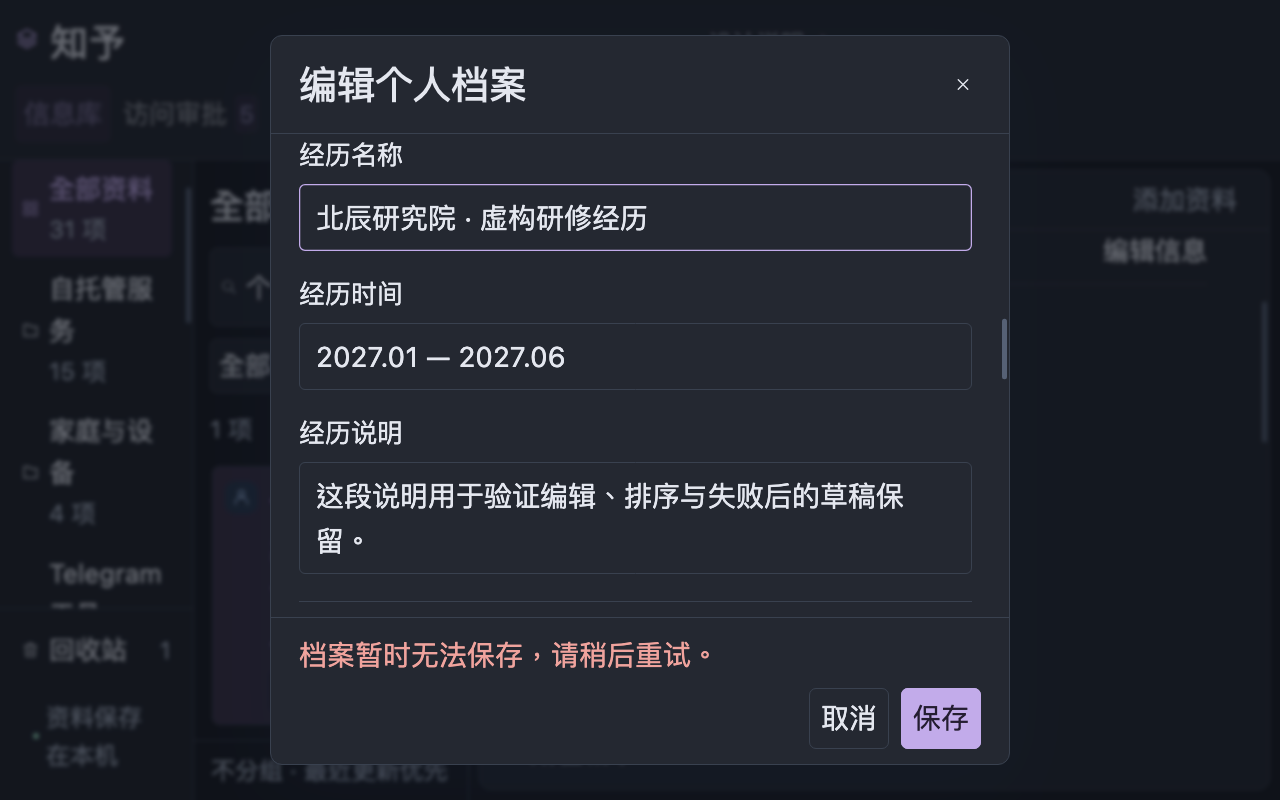 知予
信息库 访问审批 5
全部资料
31 项
自托管服
务
15 项
家庭与设
备
4 项
Telegram
回收站 1
资料保存
在本机
全部
1 项
不分组 · 最近更新优先
添加资料
编辑信息
编辑个人档案
经历名称
北辰研究院 · 虚构研修经历
经历时间
2027.01 — 2027.06
经历说明
这段说明用于验证编辑、排序与失败后的草稿保
留。
档案暂时无法保存，请稍后重试。
取消 保存